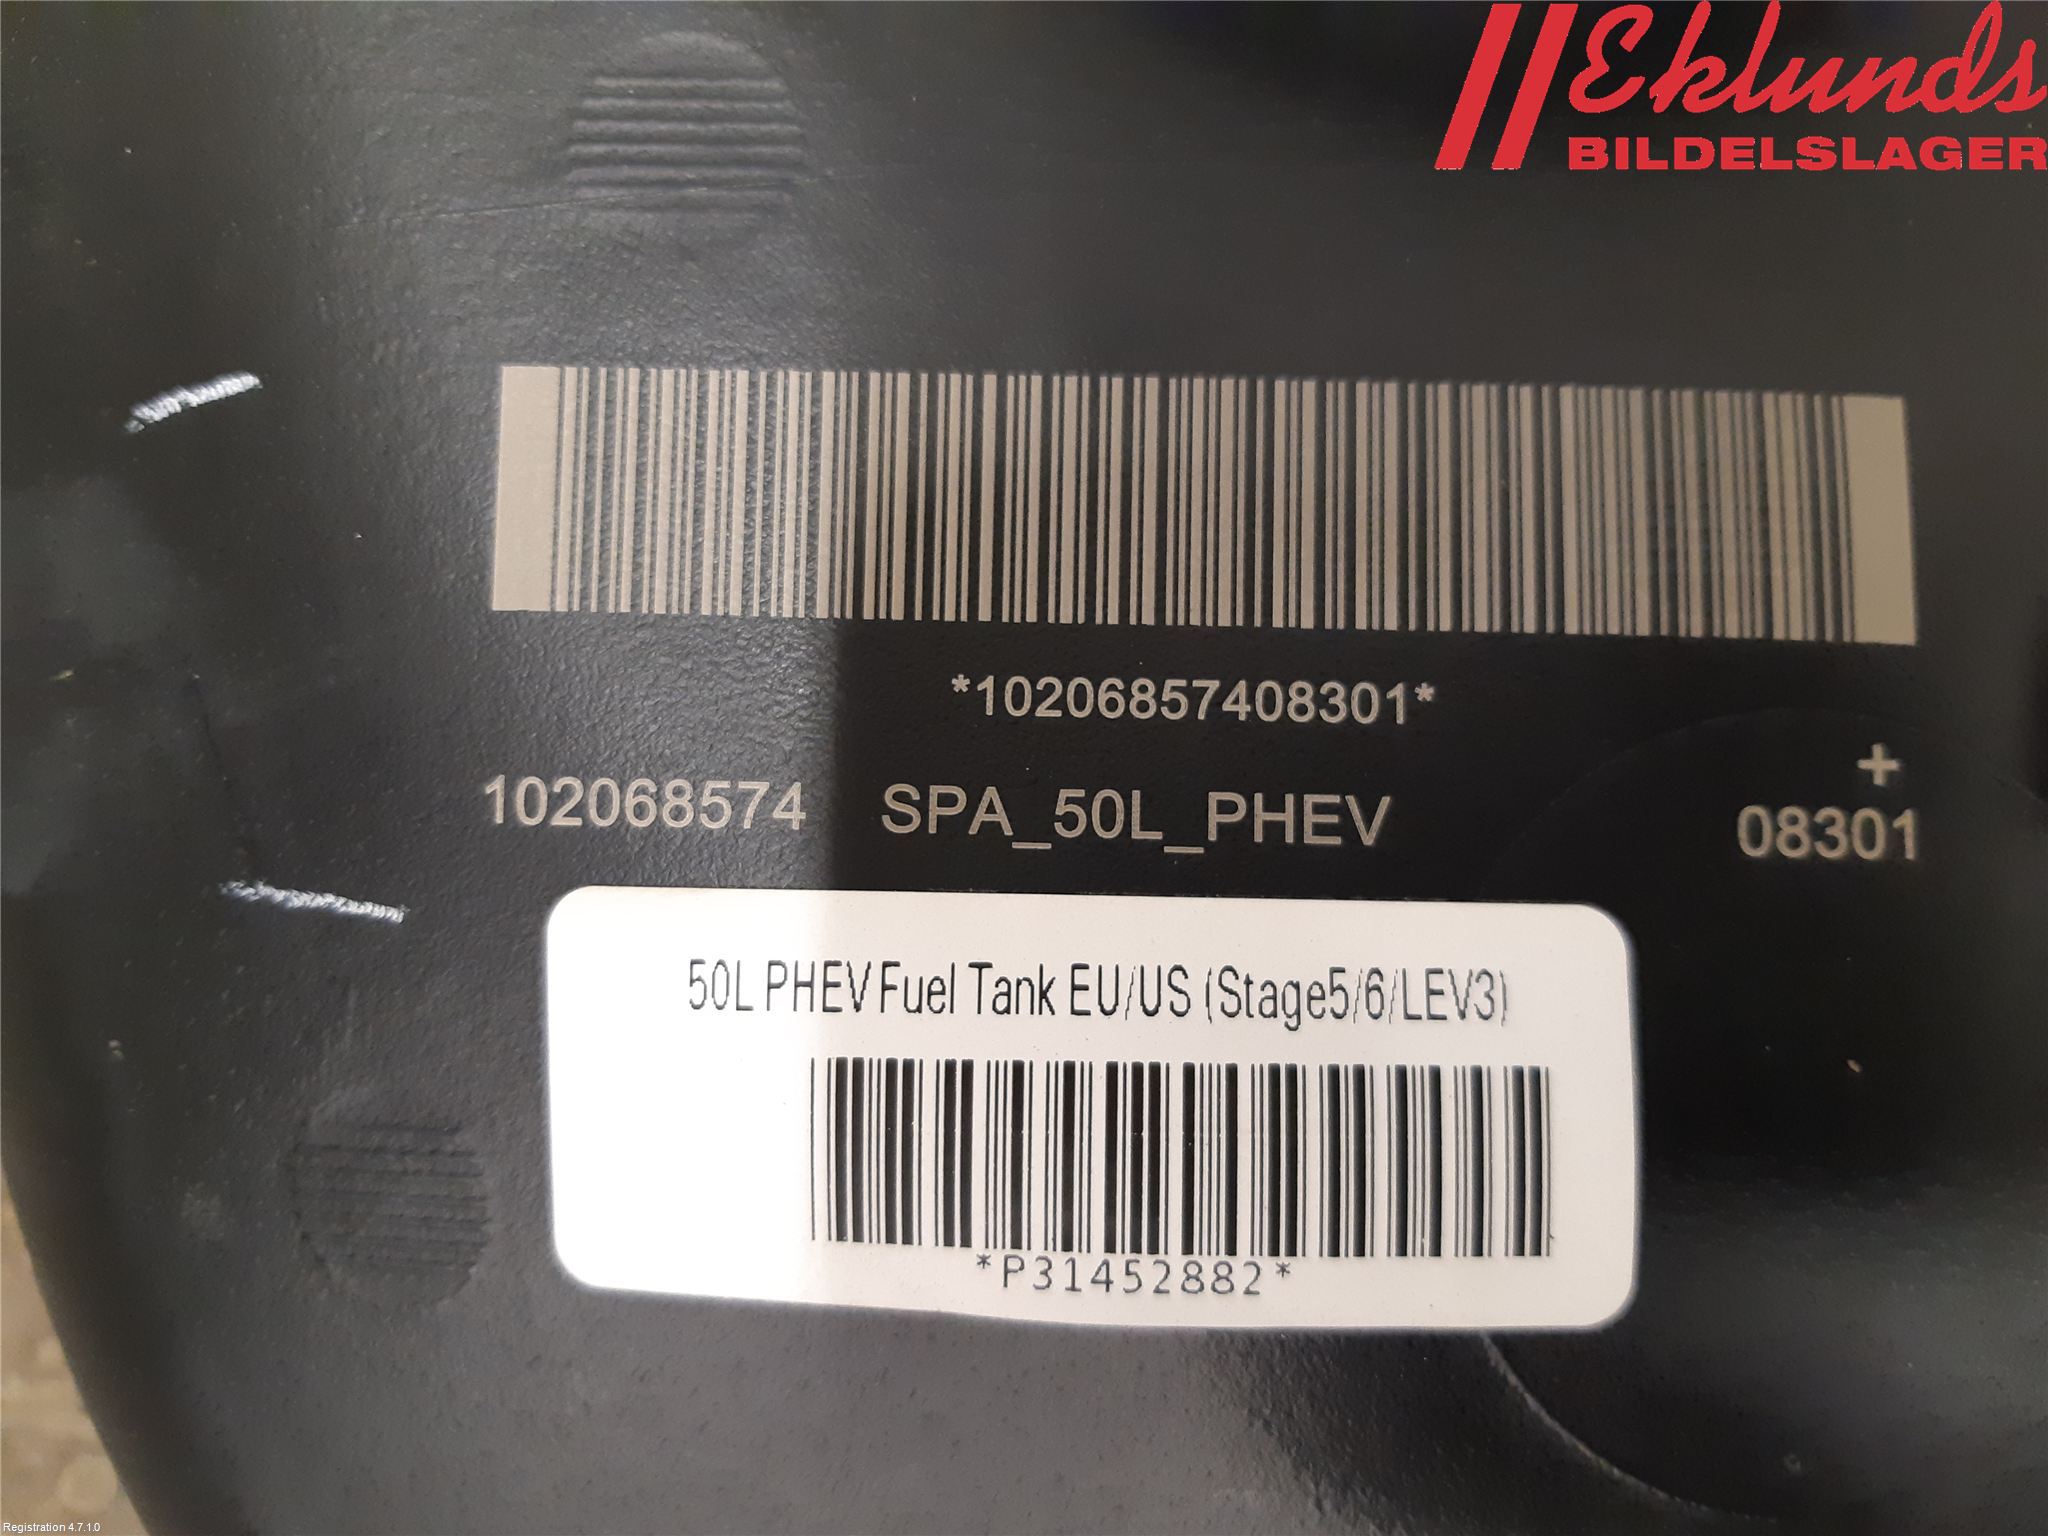 Eklunds
BILDELSLAGER
*10206857408301*
102068574 SPA_50L_PHEV +
08301
50L PHEV Fuel Tank EU/US (Stage5/6/LEV3)
*P31452882*
Registration 4.7.1.0